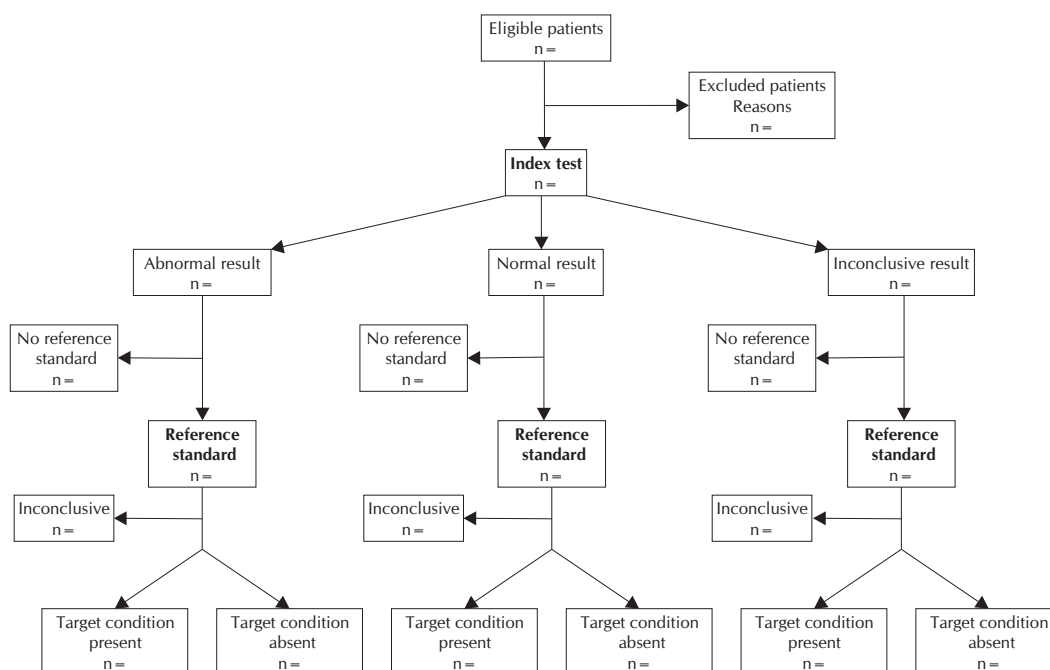 Eligible patients
n=
Excluded patients
Reasons
n=
Index test
n=
Abnormal result
n=
Normal result
n=
Inconclusive result
n=
No reference
standard
n=
No reference
standard
n=
No reference
standard
n=
Reference
standard
n=
Reference
standard
n=
Reference
standard
n=
Inconclusive
n=
Inconclusive
n=
Inconclusive
n=
Target condition
present
n=
Target condition
absent
n=
Target condition
present
n=
Target condition
absent
n=
Target condition
present
n=
Target condition
absent
n=